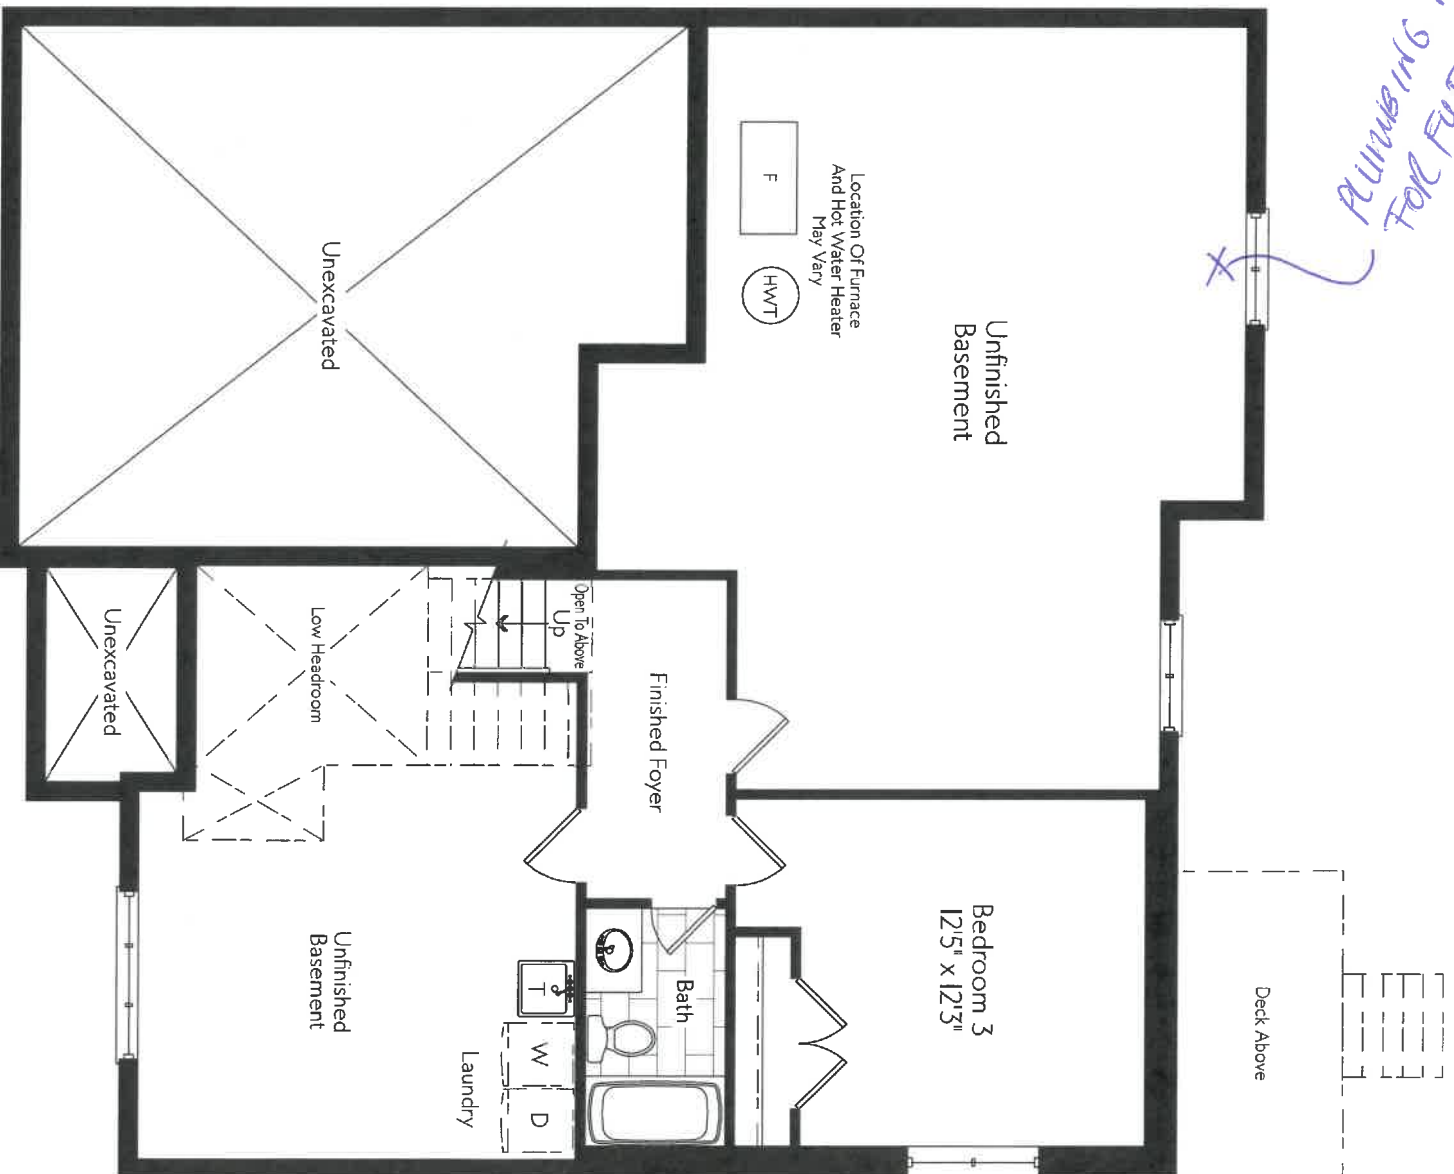 PLUMBING
FOR
Location Of Furnace
And Hot Water Heater
May Vary
F
HWT
Unfinished
Basement
Unexcavated
Unexcavated
Low Headroom
Open To Above
Up
Finished Foyer
Bedroom 3
12'5" x 12'3"
Deck Above
Bath
Unfinished
Basement
T
W
D
Laundry